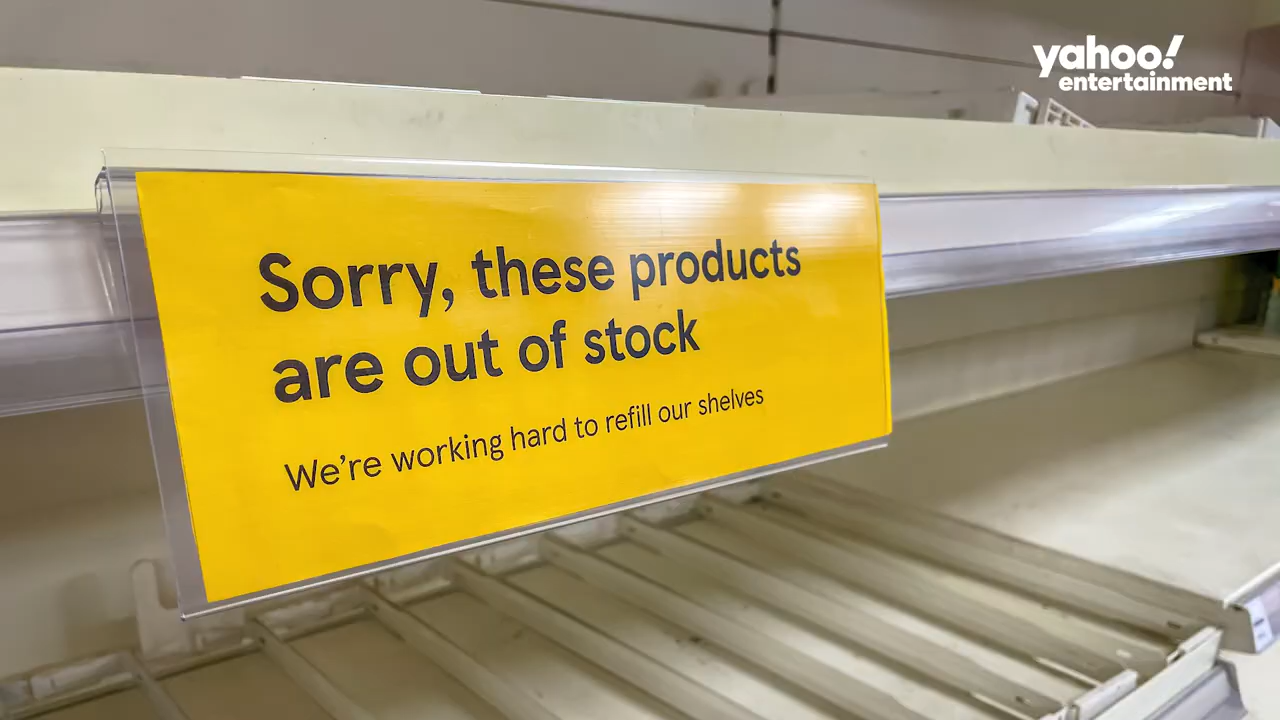 yahoo!
entertainment
Sorry, these products
are out of stock
We’re working hard to refill our shelves